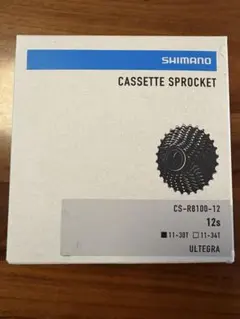 SHIMANO
CASSETTE SPROCKET
CS-R8100-12
12s
■ 11-30T □ 11-34T
ULTEGRA